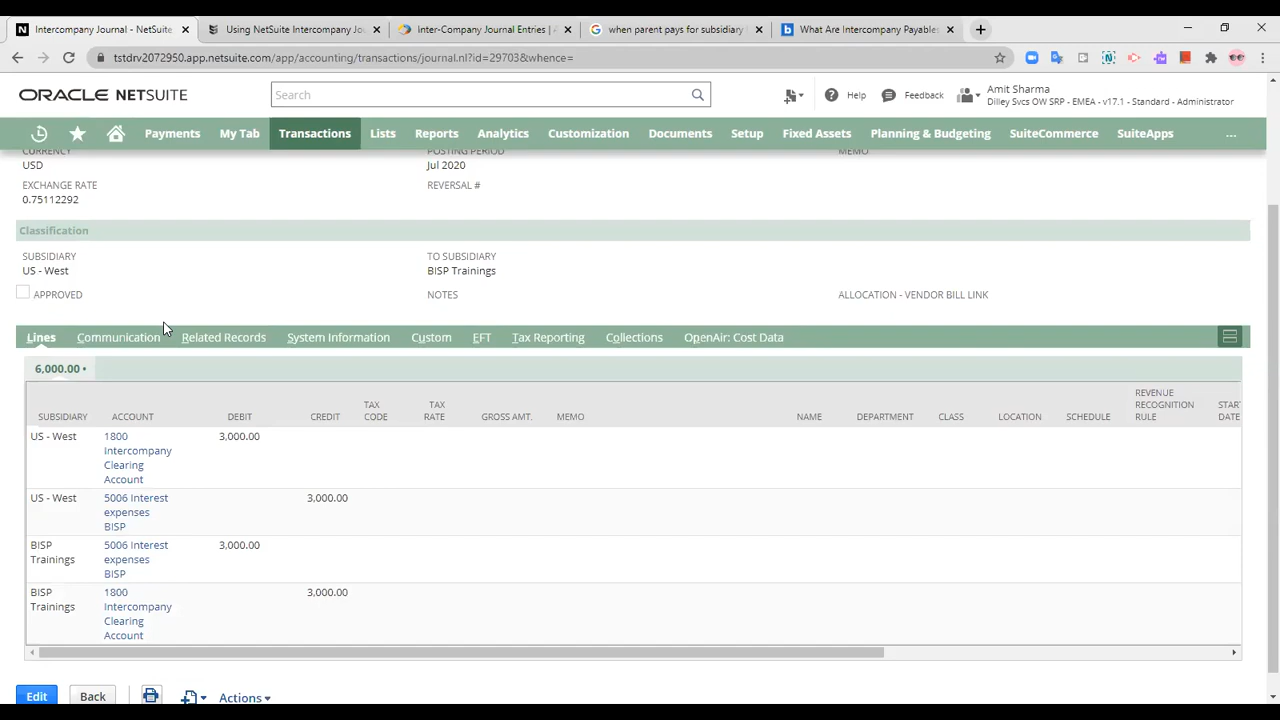 Intercompany Journal - NetSuite
Using NetSuite Intercompany Jo
Inter-Company Journal Entries |
when parent pays for subsidiary
What Are Intercompany Payables
tstdrv2072950.app.netsuite.com/app/accounting/transactions/journal.nl?id=29703&whence=
ORACLE NETSUITE
Search
Help
Feedback
Amit Sharma
Dilley Svcs OW SRP - EMEA - v17.1 - Standard - Administrator
Payments My Tab Transactions Lists Reports Analytics Customization Documents Setup Fixed Assets Planning & Budgeting SuiteCommerce SuiteApps ...
CURRENCY POSTING PERIOD MEMO
USD Jul 2020
EXCHANGE RATE REVERSAL #
0.75112292
Classification
SUBSIDIARY TO SUBSIDIARY
US - West BISP Trainings
APPROVED NOTES ALLOCATION - VENDOR BILL LINK
Lines Communication Related Records System Information Custom EFT Tax Reporting Collections OpenAir: Cost Data
6,000.00 •
SUBSIDIARY ACCOUNT DEBIT CREDIT TAX CODE TAX RATE GROSS AMT. MEMO NAME DEPARTMENT CLASS LOCATION SCHEDULE REVENUE RECOGNITION RULE START DATE
US - West 1800 3,000.00
Intercompany
Clearing
Account
US - West 5006 Interest 3,000.00
expenses
BISP
BISP 5006 Interest 3,000.00
Trainings expenses
BISP
BISP 1800 3,000.00
Trainings Intercompany
Clearing
Account
Edit Back Actions